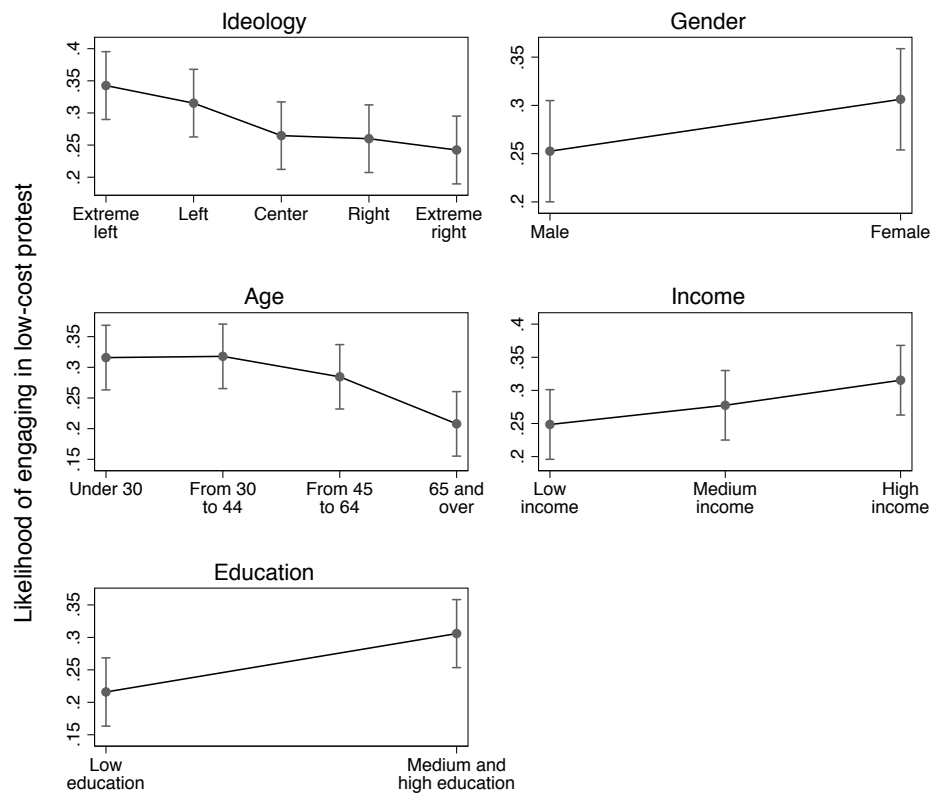 Likelihood of engaging in low-cost protest
Ideology
.4
.35
.3
.25
.2
Extreme left
Left
Center
Right
Extreme right
Gender
.35
.3
.25
.2
Male
Female
Age
.35
.3
.25
.2
.15
Under 30
From 30 to 44
From 45 to 64
65 and over
Income
.4
.35
.3
.25
.2
Low income
Medium income
High income
Education
.35
.3
.25
.2
.15
Low education
Medium and high education